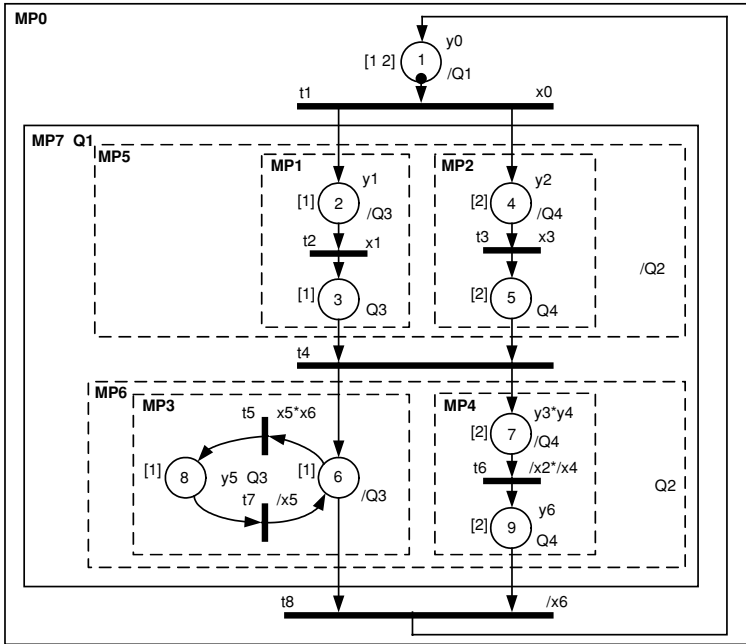 MP0
y0
[1 2] 1
/Q1
t1 x0
MP7 Q1
MP5
MP1 MP2
y1 y2
[1] 2 [2] 4
/Q3 /Q4
t2 x1 t3 x3
/Q2
[1] 3 [2] 5
Q3 Q4
t4
MP6
MP3 MP4
t5 x5*x6 y3*y4
[2] 7
/Q4
[1] 8 y5 Q3 [1] 6
t6 /x2*/x4
Q2
t7 /x5 /Q3
y6
[2] 9
Q4
t8 /x6